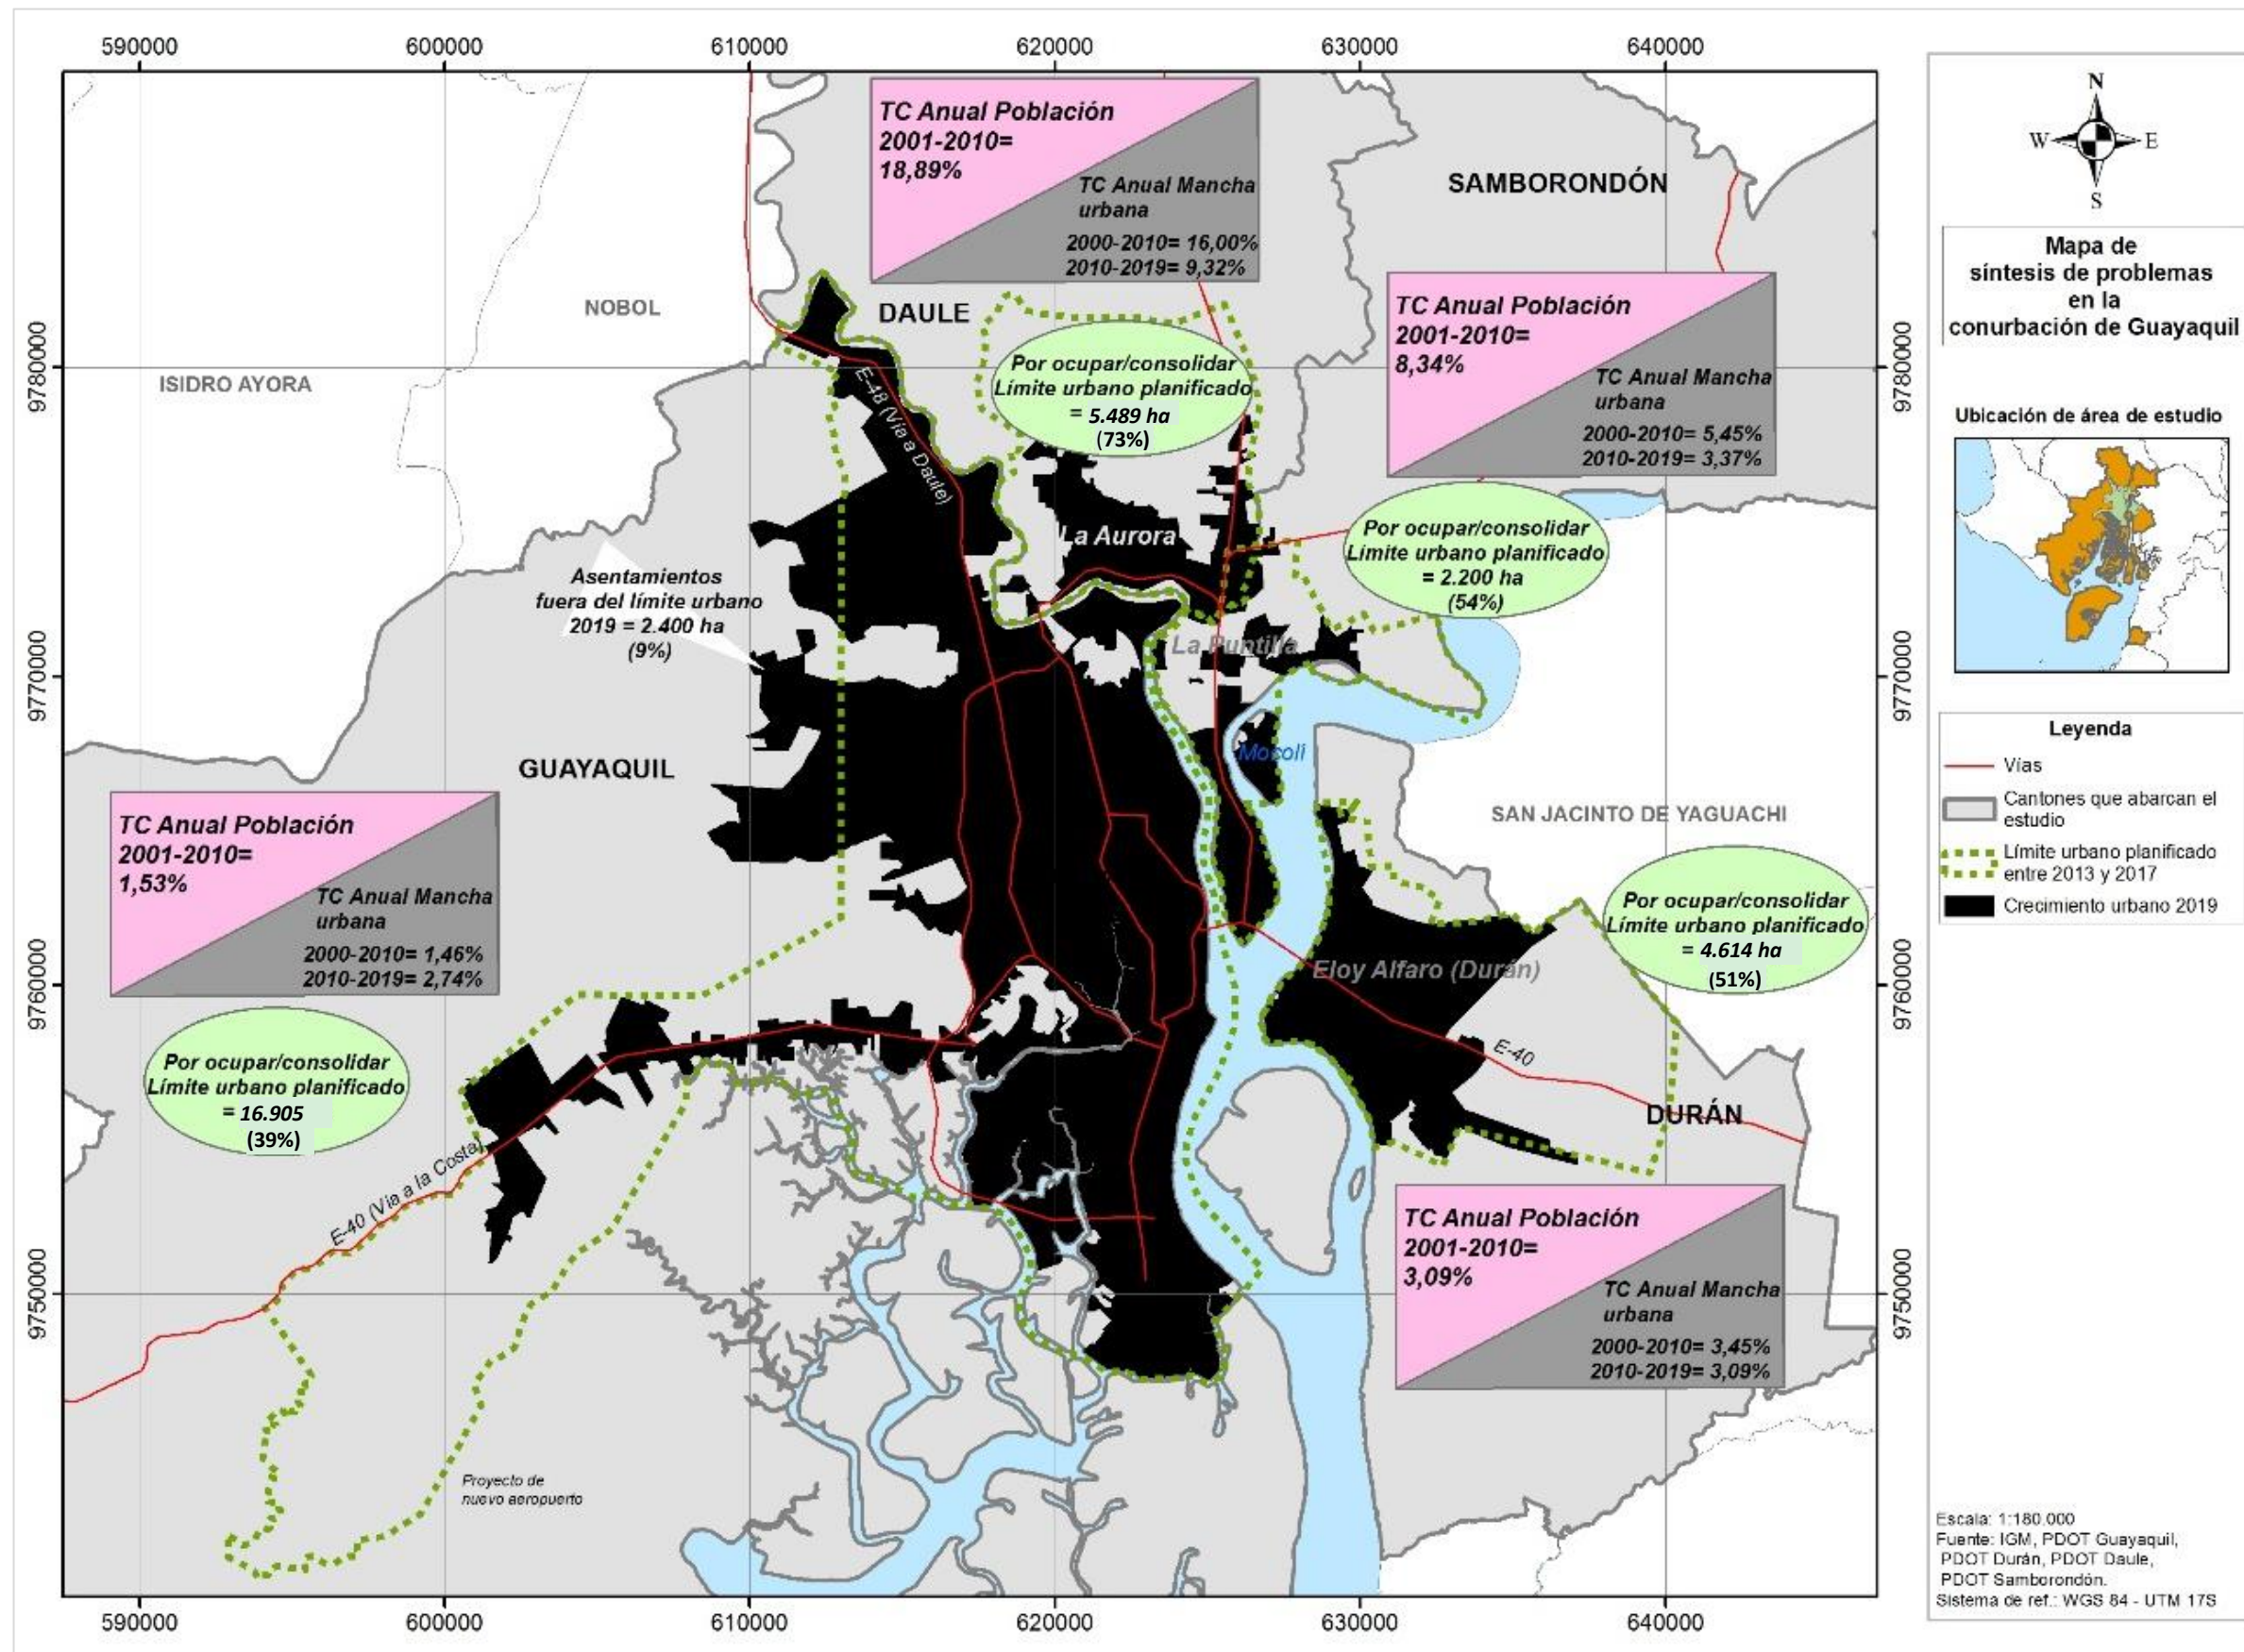 590000
600000
610000
620000
630000
640000
TC Anual Población
2001-2010=
18,89%
TC Anual Mancha
urbana
2000-2010= 16,00%
2010-2019= 9,32%
SAMBORONDÓN
NOBOL
DAULE
TC Anual Población
2001-2010=
8,34%
TC Anual Mancha
urbana
2000-2010= 5,45%
2010-2019= 3,37%
9780000
9780000
ISIDRO AYORA
Por ocupar/consolidar
Límite urbano planificado
= 5.489 ha
(73%)
E-48 (Vía a Daule)
La Aurora
Por ocupar/consolidar
Límite urbano planificado
= 2.200 ha
(54%)
Asentamientos
fuera del límite urbano
2019 = 2.400 ha
(9%)
La Puntilla
9770000
9770000
Mocolí
GUAYAQUIL
SAN JACINTO DE YAGUACHI
TC Anual Población
2001-2010=
1,53%
TC Anual Mancha
urbana
2000-2010= 1,46%
2010-2019= 2,74%
Por ocupar/consolidar
Límite urbano planificado
= 4.614 ha
(51%)
Eloy Alfaro (Durán)
9760000
9760000
E-40
Por ocupar/consolidar
Límite urbano planificado
= 16.905
(39%)
DURÁN
E-40 (Vía a la Costa)
TC Anual Población
2001-2010=
3,09%
TC Anual Mancha
urbana
2000-2010= 3,45%
2010-2019= 3,09%
9750000
9750000
Proyecto de
nuevo aeropuerto
590000
600000
610000
620000
630000
640000
N
W
E
S
Mapa de
síntesis de problemas
en la
conurbación de Guayaquil
Ubicación de área de estudio
Leyenda
Vías
Cantones que abarcan el
estudio
Límite urbano planificado
entre 2013 y 2017
Crecimiento urbano 2019
Escala: 1:180.000
Fuente: IGM, PDOT Guayaquil,
PDOT Durán, PDOT Daule,
PDOT Samborondón.
Sistema de ref.: WGS 84 - UTM 17S